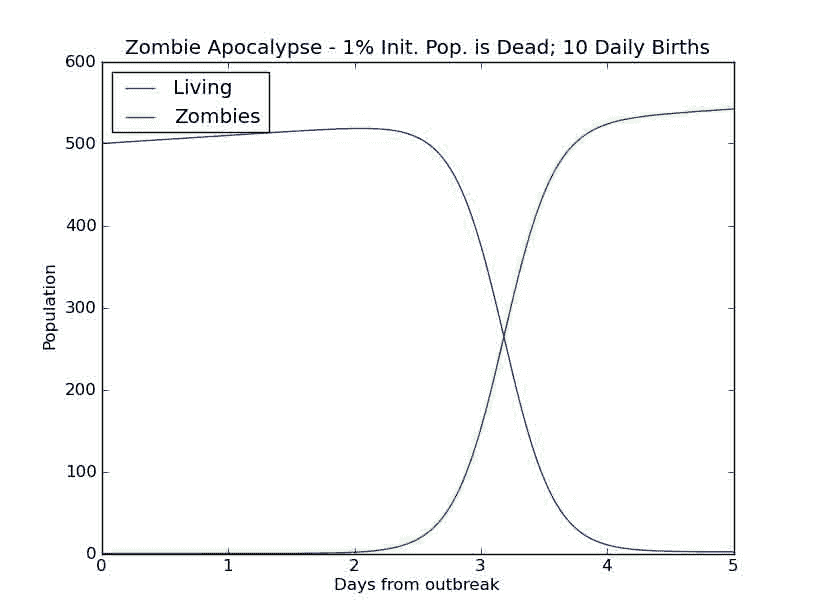 Zombie Apocalypse - 1% Init. Pop. is Dead; 10 Daily Births
600
Living
Zombies
500
400
300
200
100
0
Population
0 1 2 3 4 5
Days from outbreak